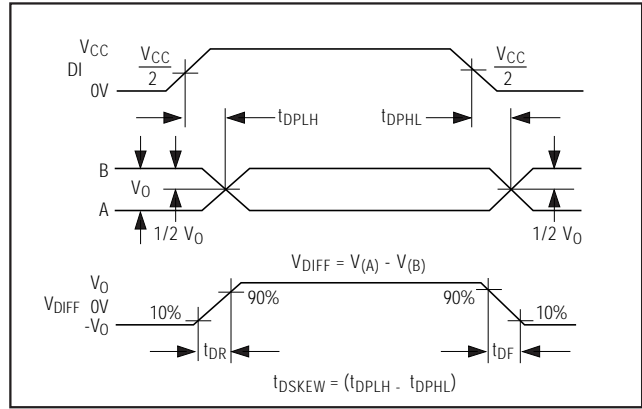 VCC
DI
0V
VCC
2
VCC
2
tDPLH
tDPHL
B
VO
A
1/2 VO
1/2 VO
VDIFF = V(A) - V(B)
VO
VDIFF 0V
-VO
10%
90%
90%
10%
tDR
tDF
tDSKEW = (tDPLH - tDPHL)